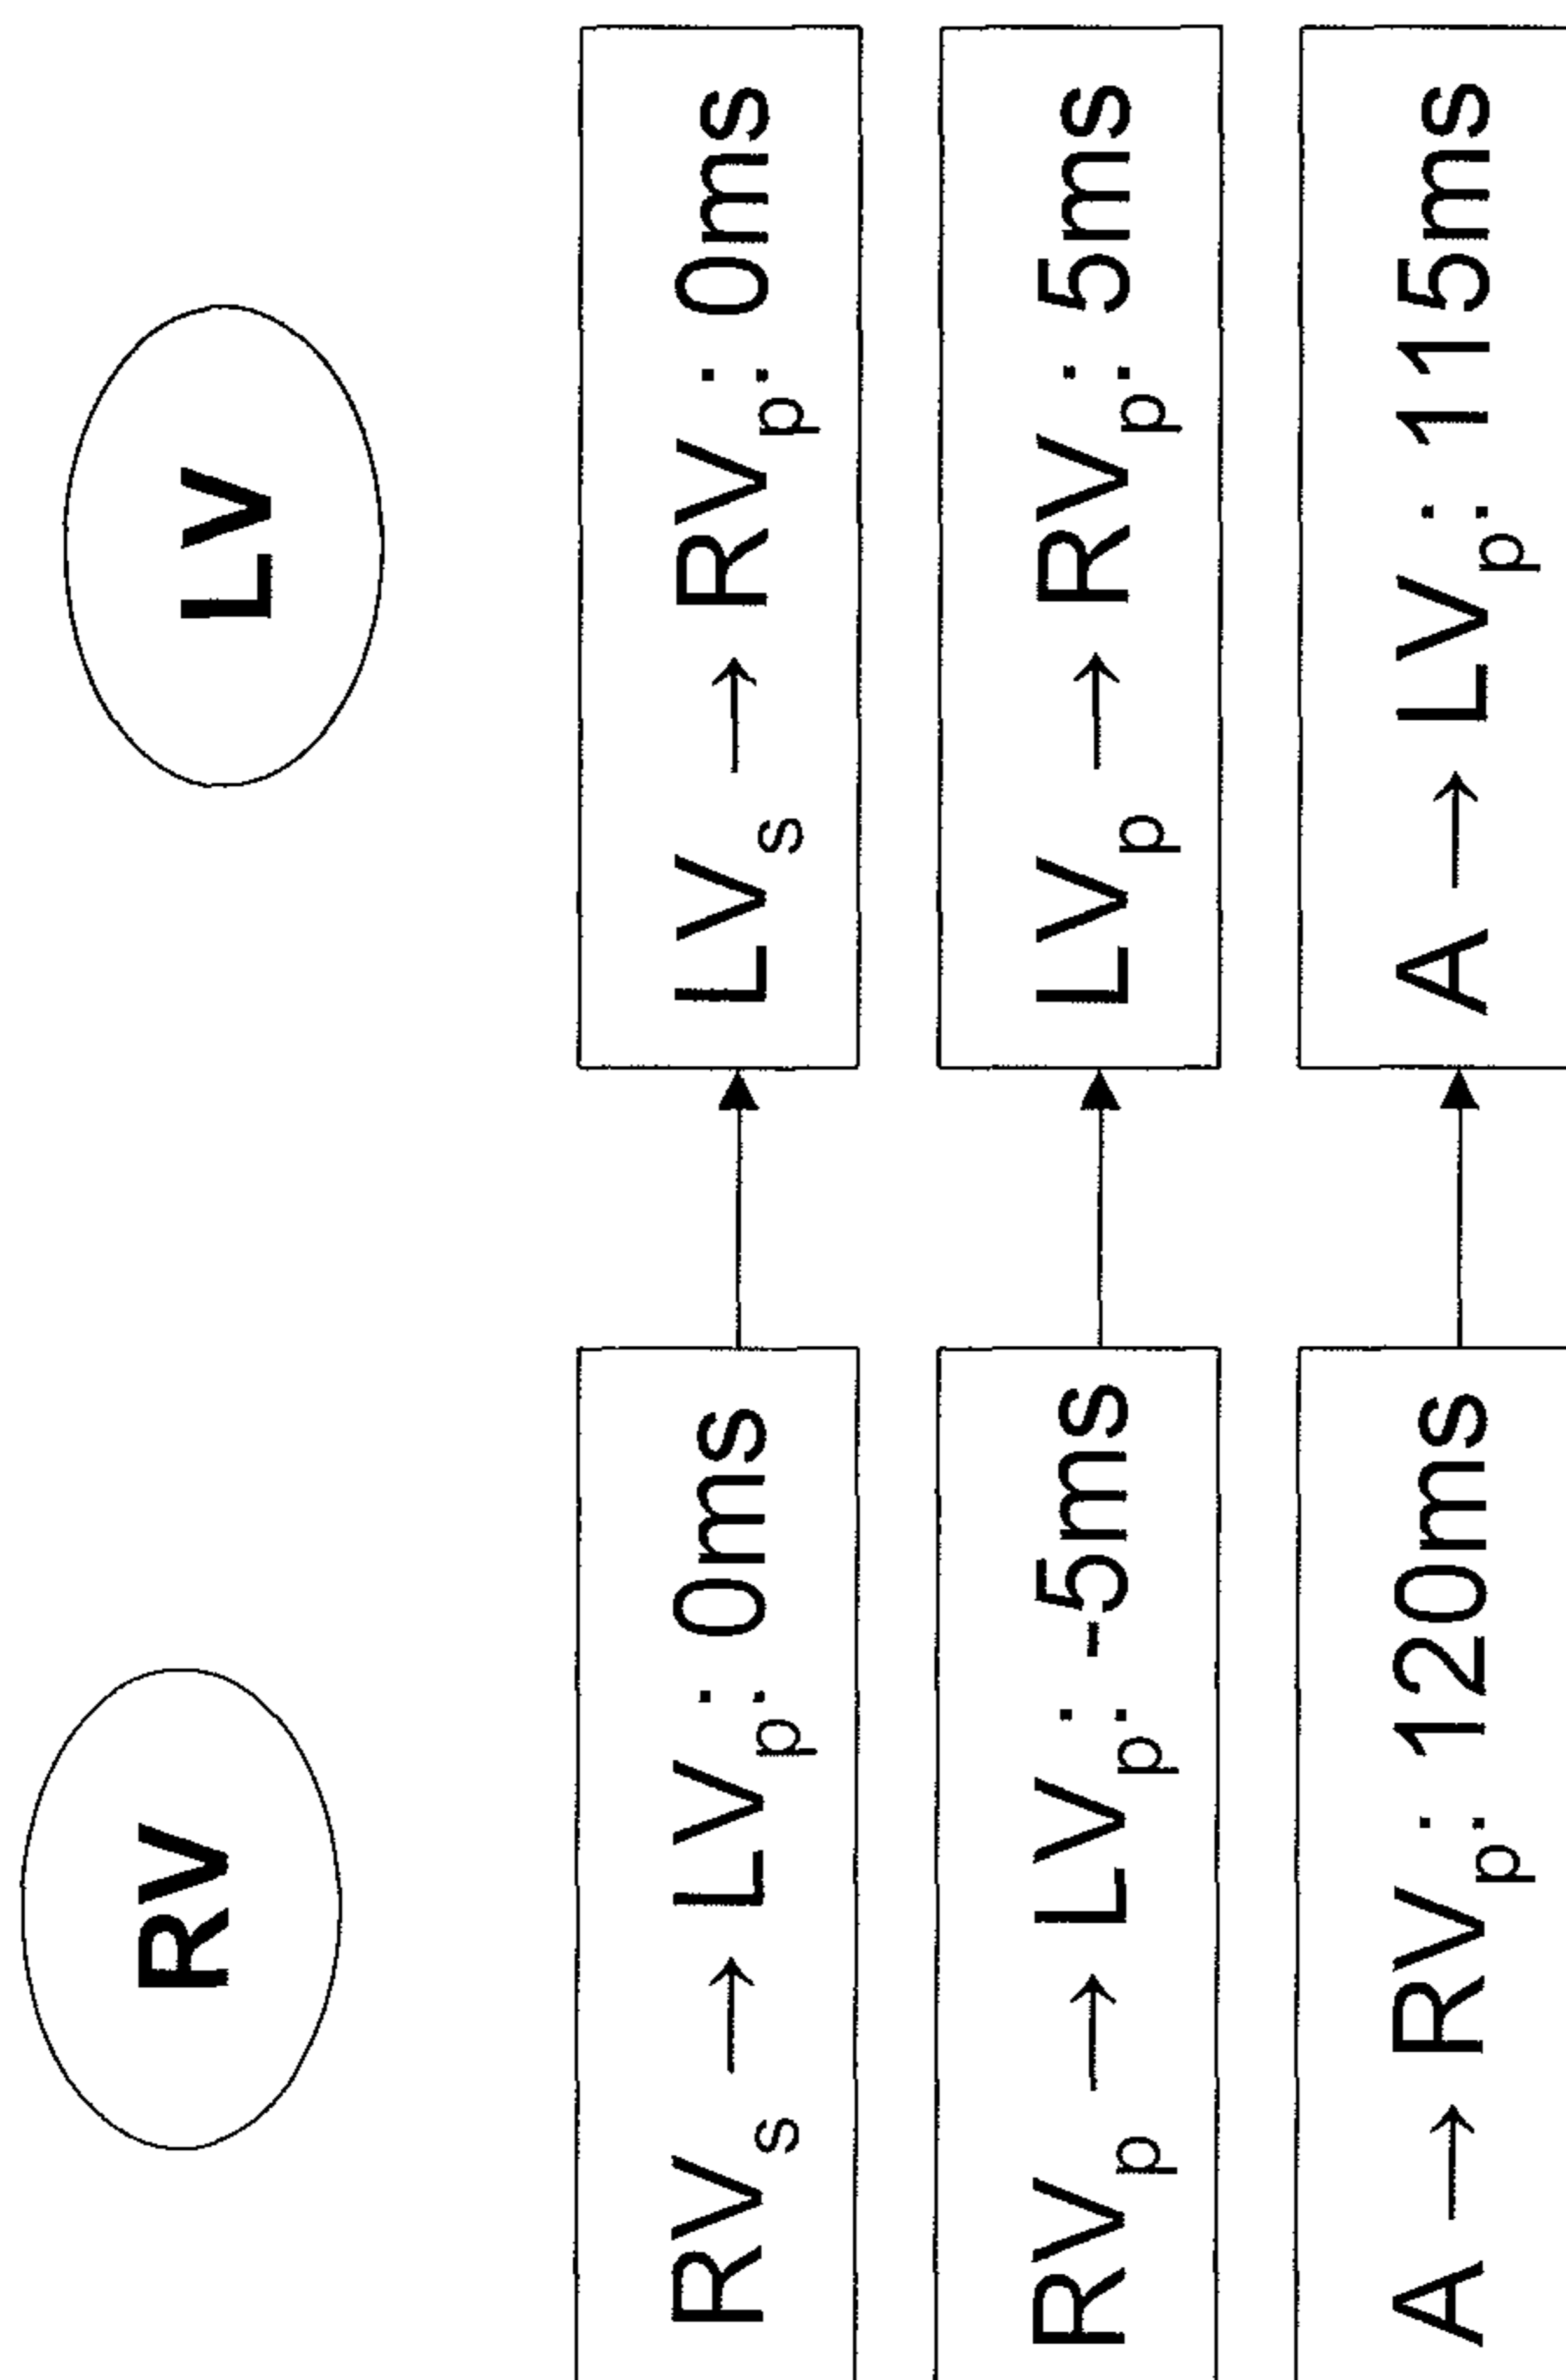 RV
LV
RVs → LVp: 0ms
LVs → RVp: 0ms
RVp → LVp: -5ms
LVp → RVp: 5ms
A → RVp: 120ms
A → LVp: 115ms